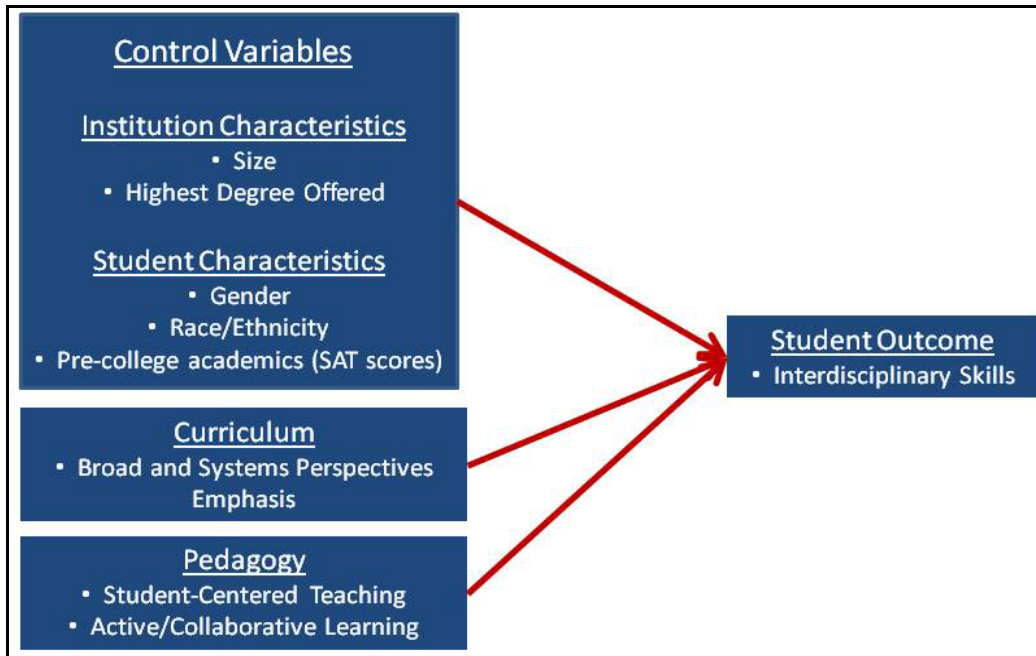 Control Variables
Institution Characteristics
• Size
• Highest Degree Offered
Student Characteristics
• Gender
• Race/Ethnicity
• Pre-college academics (SAT scores)
Curriculum
• Broad and Systems Perspectives
Emphasis
Pedagogy
• Student-Centered Teaching
• Active/Collaborative Learning
Student Outcome
• Interdisciplinary Skills